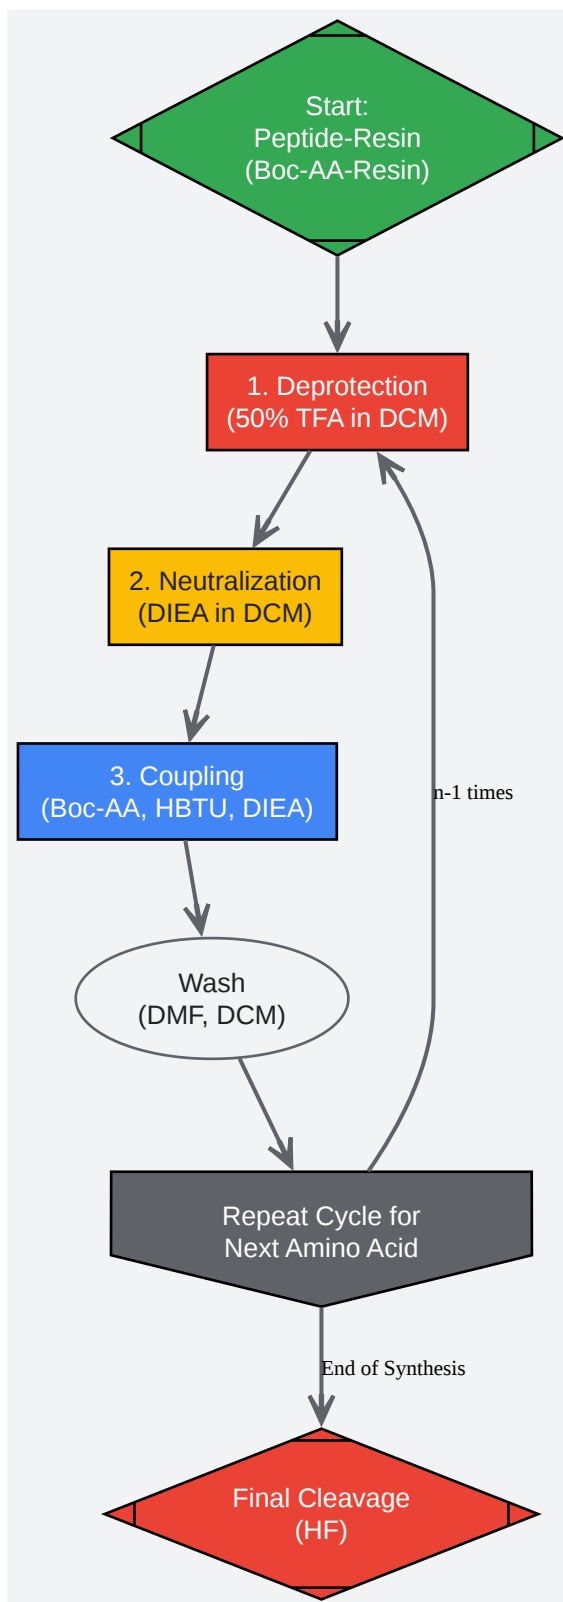 Start:
Peptide-Resin
(Boc-AA-Resin)
1. Deprotection
(50% TFA in DCM)
2. Neutralization
(DIEA in DCM)
3. Coupling
(Boc-AA, HBTU, DIEA)
n-1 times
Wash
(DMF, DCM)
Repeat Cycle for
Next Amino Acid
End of Synthesis
Final Cleavage
(HF)